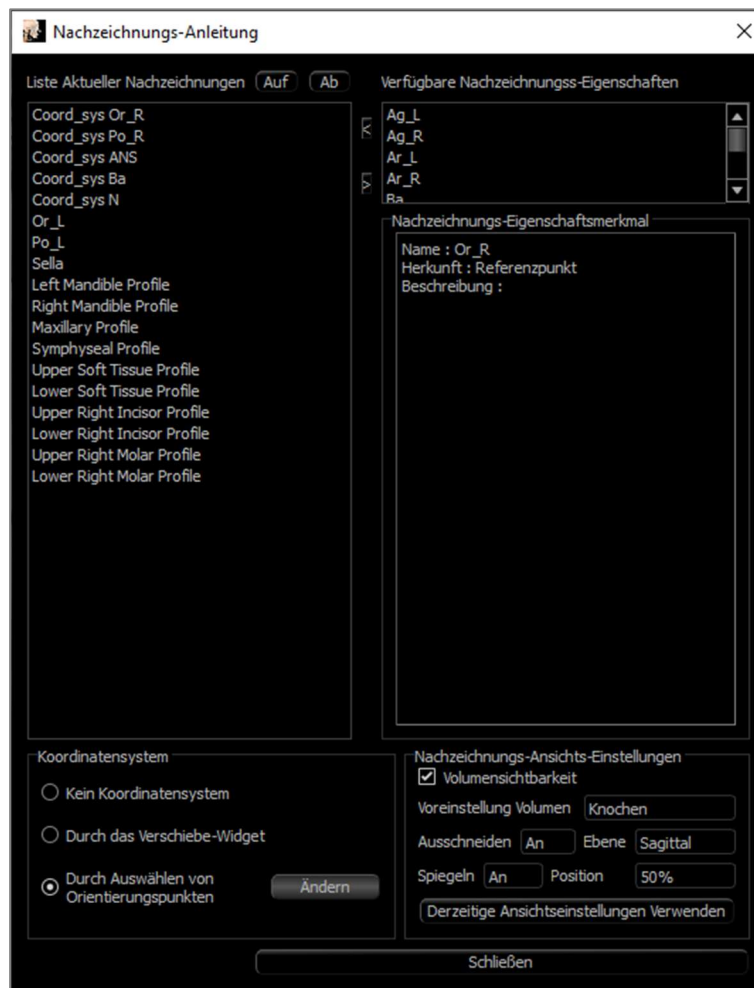 Nachzeichnungs-Anleitung
Liste Aktueller Nachzeichnungen Auf Ab
Coord_sys Or_R
Coord_sys Po_R
Coord_sys ANS
Coord_sys Ba
Coord_sys N
Or_L
Po_L
Sella
Left Mandible Profile
Right Mandible Profile
Maxillary Profile
Symphyseal Profile
Upper Soft Tissue Profile
Lower Soft Tissue Profile
Upper Right Incisor Profile
Lower Right Incisor Profile
Upper Right Molar Profile
Lower Right Molar Profile
<
>
Verfügbare Nachzeichnungss-Eigenschaften
Ag_L
Ag_R
Ar_L
Ar_R
Ba
Nachzeichnungs-Eigenschaftsmerkmal
Name : Or_R
Herkunft : Referenzpunkt
Beschreibung :
Koordinatensystem
Kein Koordinatensystem
Durch das Verschiebe-Widget
Durch Auswählen von
Orientierungspunkten
Ändern
Nachzeichnungs-Ansichts-Einstellungen
Volumensichtbarkeit
Voreinstellung Volumen Knochen
Ausschneiden An Ebene Sagittal
Spiegeln An Position 50%
Derzeitige Ansichtseinstellungen Verwenden
Schließen